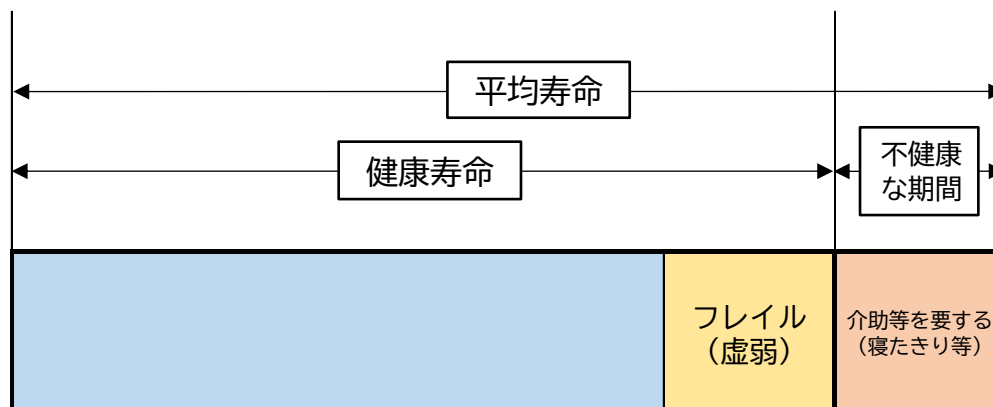 平均寿命
健康寿命
不健康
な期間
フレイル
（虚弱）
介助等を要する
（寝たきり等）